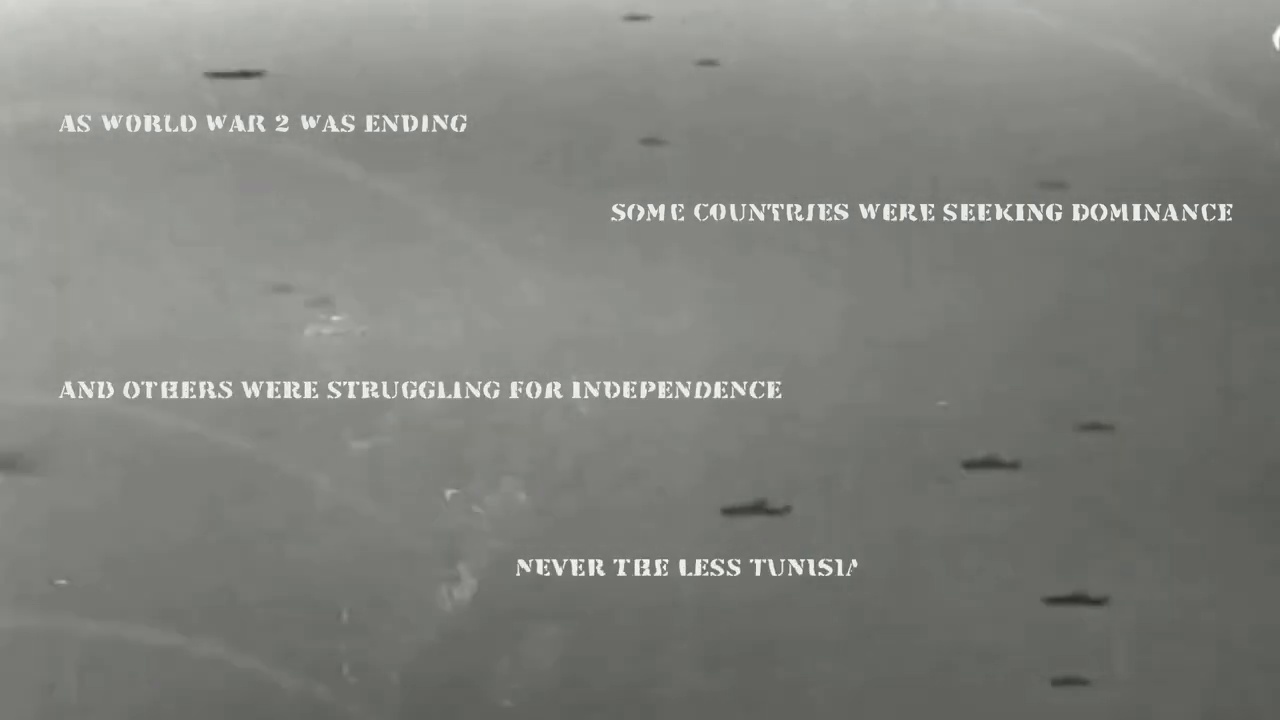 AS WORLD WAR 2 WAS ENDING
SOME COUNTRIES WERE SEEKING DOMINANCE
AND OTHERS WERE STRUGGLING FOR INDEPENDENCE
NEVER THE LESS TUNISIA